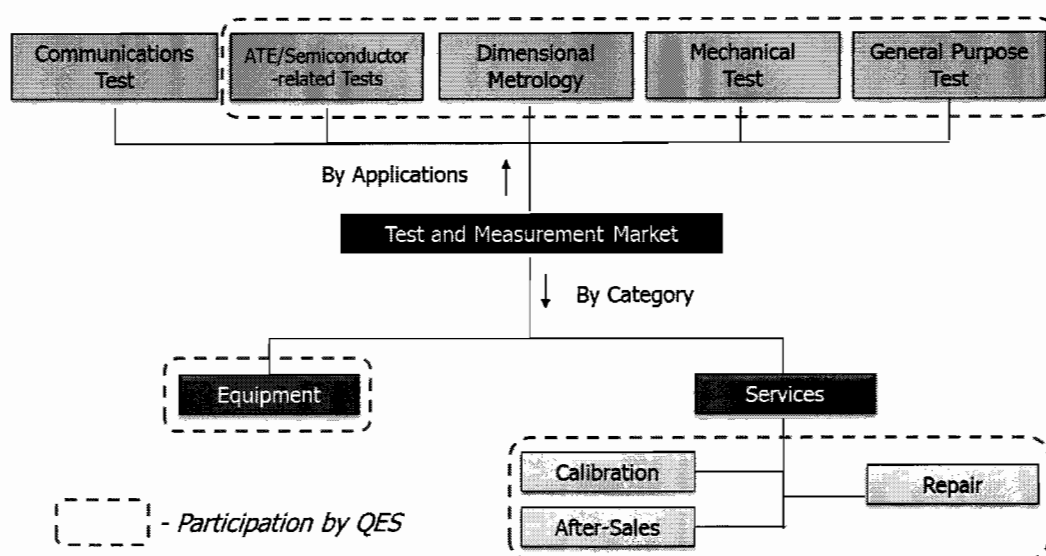 Communications
Test
ATE/Semiconductor
-related Tests
Dimensional
Metrology
Mechanical
Test
General Purpose
Test
By Applications
Test and Measurement Market
By Category
Equipment
Services
Calibration
Repair
After-Sales
- Participation by QES